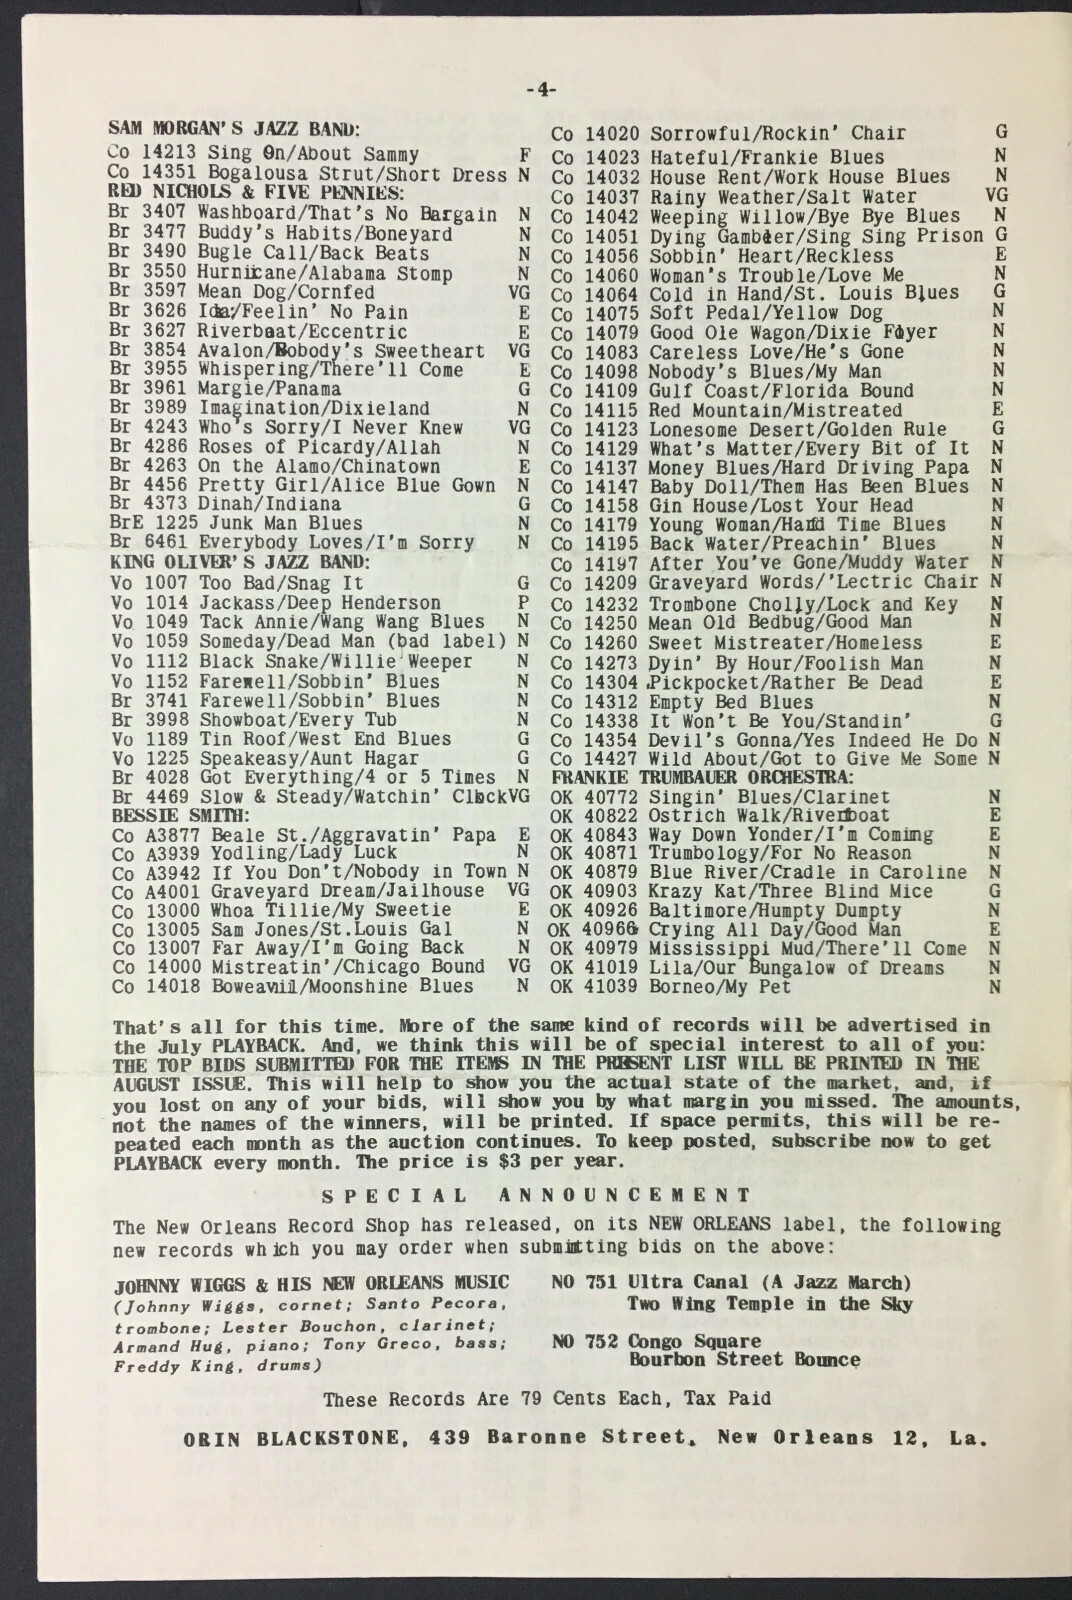 -4-
SAM MORGAN'S JAZZ BAND:
Co 14213 Sing On/About Sammy F
Co 14351 Bogalousa Strut/Short Dress N
RED NICHOLS & FIVE PENNIES:
Br 3407 Washboard/That's No Bargain N
Br 3477 Buddy's Habits/Boneyard N
Br 3490 Bugle Call/Back Beats N
Br 3550 Hurricane/Alabama Stomp N
Br 3597 Mean Dog/Cornfed VG
Br 3626 Ida/Feelin' No Pain E
Br 3627 Riverboat/Eccentric E
Br 3854 Avalon/Nobody's Sweetheart VG
Br 3955 Whispering/There'll Come E
Br 3961 Margie/Panama G
Br 3989 Imagination/Dixieland N
Br 4243 Who's Sorry/I Never Knew VG
Br 4286 Roses of Picardy/Allah N
Br 4263 On the Alamo/Chinatown E
Br 4456 Pretty Girl/Alice Blue Gown N
Br 4373 Dinah/Indiana G
BrE 1225 Junk Man Blues N
Br 6461 Everybody Loves/I'm Sorry N
KING OLIVER'S JAZZ BAND:
Vo 1007 Too Bad/Snag It G
Vo 1014 Jackass/Deep Henderson P
Vo 1049 Tack Annie/Wang Wang Blues N
Vo 1059 Someday/Dead Man (bad label) N
Vo 1112 Black Snake/Willie Weeper N
Vo 1152 Farewell/Sobbin' Blues N
Br 3741 Farewell/Sobbin' Blues N
Br 3998 Showboat/Every Tub N
Vo 1189 Tin Roof/West End Blues G
Vo 1225 Speakeasy/Aunt Hagar G
Br 4028 Got Everything/4 or 5 Times N
Br 4469 Slow & Steady/Watchin' Clock VG
BESSIE SMITH:
Co A3877 Beale St./Aggravatin' Papa E
Co A3939 Yodling/Lady Luck N
Co A3942 If You Don't/Nobody in Town N
Co A4001 Graveyard Dream/Jailhouse VG
Co 13000 Whoa Tillie/My Sweetie E
Co 13005 Sam Jones/St.Louis Gal N
Co 13007 Far Away/I'm Going Back N
Co 14000 Mistreatin'/Chicago Bound VG
Co 14018 Boweavil/Moonshine Blues N
Co 14020 Sorrowful/Rockin' Chair G
Co 14023 Hateful/Frankie Blues N
Co 14032 House Rent/Work House Blues N
Co 14037 Rainy Weather/Salt Water VG
Co 14042 Weeping Willow/Bye Bye Blues N
Co 14051 Dying Gambler/Sing Sing Prison G
Co 14056 Sobbin' Heart/Reckless E
Co 14060 Woman's Trouble/Love Me N
Co 14064 Cold in Hand/St. Louis Blues G
Co 14075 Soft Pedal/Yellow Dog N
Co 14079 Good Ole Wagon/Dixie Flyer N
Co 14083 Careless Love/He's Gone N
Co 14098 Nobody's Blues/My Man N
Co 14109 Gulf Coast/Florida Bound N
Co 14115 Red Mountain/Mistreated E
Co 14123 Lonesome Desert/Golden Rule G
Co 14129 What's Matter/Every Bit of It N
Co 14137 Money Blues/Hard Driving Papa N
Co 14147 Baby Doll/Them Has Been Blues N
Co 14158 Gin House/Lost Your Head N
Co 14179 Young Woman/Hard Time Blues N
Co 14195 Back Water/Preachin' Blues N
Co 14197 After You've Gone/Muddy Water N
Co 14209 Graveyard Words/'Lectric Chair N
Co 14232 Trombone Cholly/Lock and Key N
Co 14250 Mean Old Bedbug/Good Man N
Co 14260 Sweet Mistreater/Homeless E
Co 14273 Dyin' By Hour/Foolish Man N
Co 14304 Pickpocket/Rather Be Dead E
Co 14312 Empty Bed Blues N
Co 14338 It Won't Be You/Standin' G
Co 14354 Devil's Gonna/Yes Indeed He Do N
Co 14427 Wild About/Got to Give Me Some N
FRANKIE TRUMBAUER ORCHESTRA:
OK 40772 Singin' Blues/Clarinet N
OK 40822 Ostrich Walk/Riverboat E
OK 40843 Way Down Yonder/I'm Coming E
OK 40871 Trumbology/For No Reason N
OK 40879 Blue River/Cradle in Caroline N
OK 40903 Krazy Kat/Three Blind Mice G
OK 40926 Baltimore/Humpty Dumpty N
OK 40966 Crying All Day/Good Man E
OK 40979 Mississippi Mud/There'll Come N
OK 41019 Lila/Our Bungalow of Dreams N
OK 41039 Borneo/My Pet N
That's all for this time. More of the same kind of records will be advertised in
the July PLAYBACK. And, we think this will be of special interest to all of you:
THE TOP BIDS SUBMITTED FOR THE ITEMS IN THE PRESENT LIST WILL BE PRINTED IN THE
AUGUST ISSUE. This will help to show you the actual state of the market, and, if
you lost on any of your bids, will show you by what margin you missed. The amounts,
not the names of the winners, will be printed. If space permits, this will be re-
peated each month as the auction continues. To keep posted, subscribe now to get
PLAYBACK every month. The price is $3 per year.
SPECIAL ANNOUNCEMENT
The New Orleans Record Shop has released, on its NEW ORLEANS label, the following
new records which you may order when submitting bids on the above:
JOHNNY WIGGS & HIS NEW ORLEANS MUSIC
(Johnny Wiggs, cornet; Santo Pecora,
trombone; Lester Bouchon, clarinet;
Armand Hug, piano; Tony Greco, bass;
Freddy King, drums)
NO 751 Ultra Canal (A Jazz March)
Two Wing Temple in the Sky
NO 752 Congo Square
Bourbon Street Bounce
These Records Are 79 Cents Each, Tax Paid
ORIN BLACKSTONE, 439 Baronne Street, New Orleans 12, La.